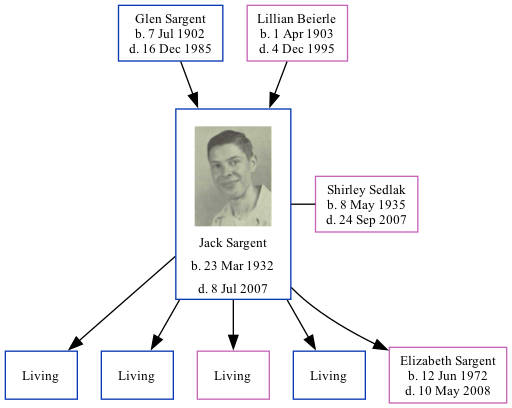 Glen Sargent
b. 7 Jul 1902
d. 16 Dec 1985
Lillian Beierle
b. 1 Apr 1903
d. 4 Dec 1995
Jack Sargent
b. 23 Mar 1932
d. 8 Jul 2007
Shirley Sedlak
b. 8 May 1935
d. 24 Sep 2007
Living
Living
Living
Living
Elizabeth Sargent
b. 12 Jun 1972
d. 10 May 2008